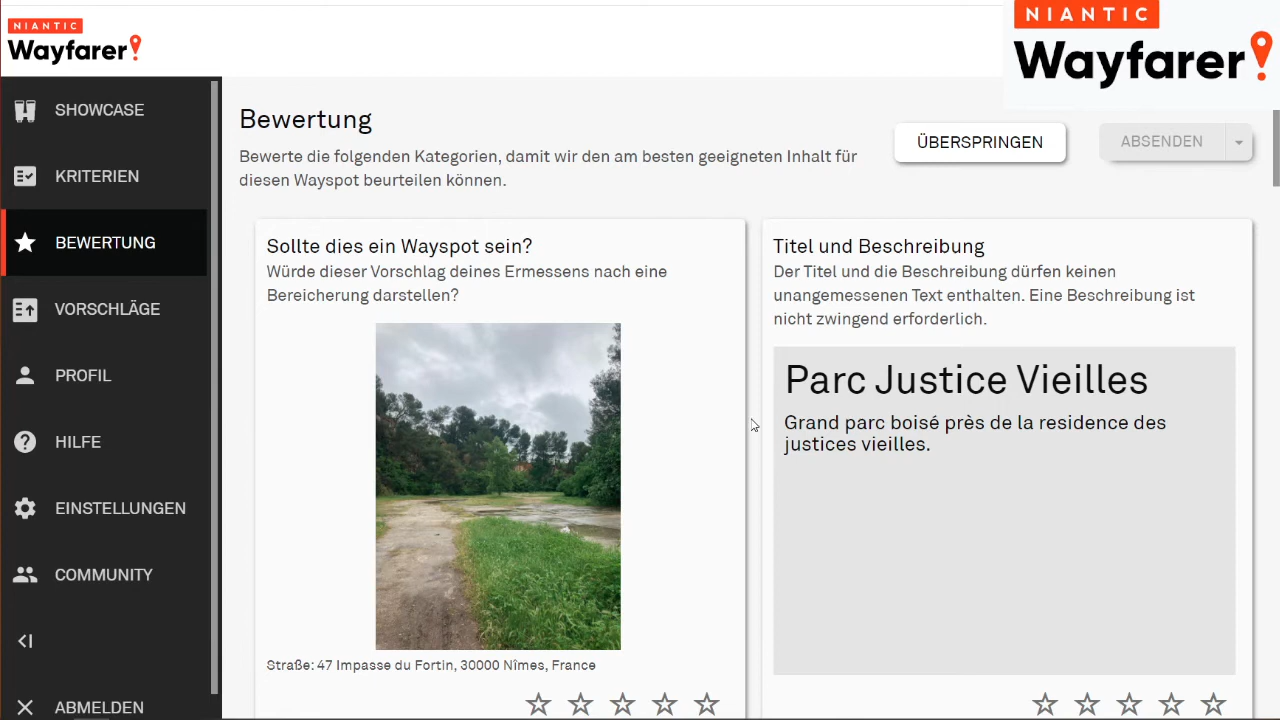 NIANTIC
Wayfarer!
NIANTIC
Wayfarer!
SHOWCASE
KRITERIEN
BEWERTUNG
VORSCHLÄGE
PROFIL
HILFE
EINSTELLUNGEN
COMMUNITY
ABMELDEN
Bewertung
Bewerte die folgenden Kategorien, damit wir den am besten geeigneten Inhalt für
diesen Wayspot beurteilen können.
ÜBERSPRINGEN
ABSENDEN
Sollte dies ein Wayspot sein?
Würde dieser Vorschlag deines Ermessens nach eine
Bereicherung darstellen?
Straße: 47 Impasse du Fortin, 30000 Nîmes, France
Titel und Beschreibung
Der Titel und die Beschreibung dürfen keinen
unangemessenen Text enthalten. Eine Beschreibung ist
nicht zwingend erforderlich.
Parc Justice Vieilles
Grand parc boisé près de la residence des
justices vieilles.